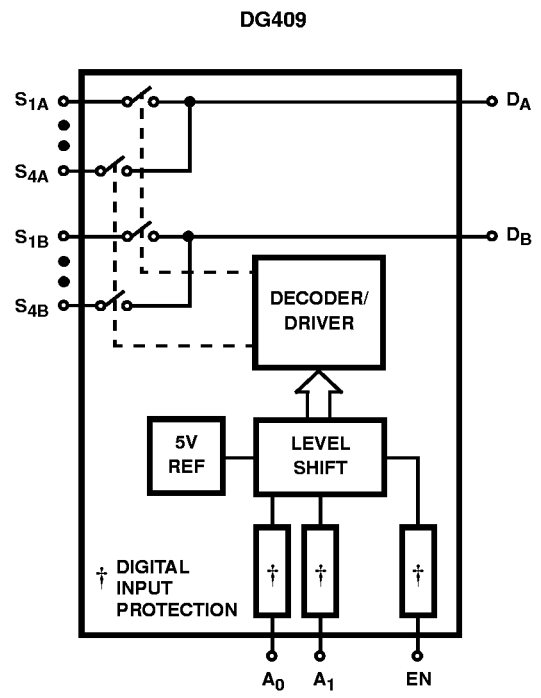 DG409
S1A
DA
S4A
S1B
DB
S4B
DECODER/
DRIVER
5V
REF
LEVEL
SHIFT
† DIGITAL
INPUT
PROTECTION
†
†
†
A0
A1
EN